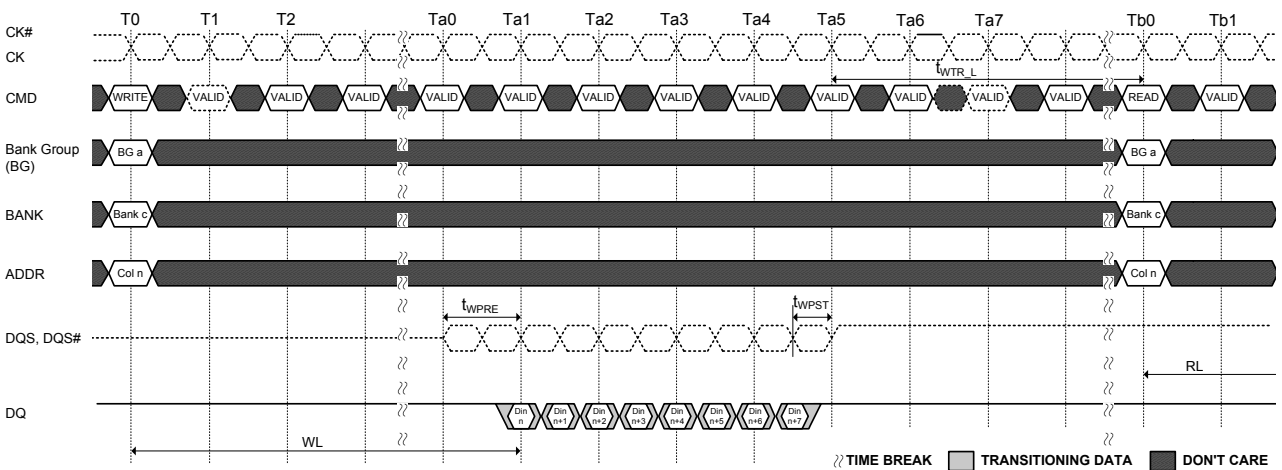 T0 T1 T2 Ta0 Ta1 Ta2 Ta3 Ta4 Ta5 Ta6 Ta7 Tb0 Tb1
CK#
CK
tWTR_L
CMD WRITE VALID VALID VALID VALID VALID VALID VALID VALID VALID VALID VALID VALID READ VALID
Bank Group
(BG)
BG a BG a
BANK Bank c Bank c
ADDR Col n Col n
tWPRE tWPST
DQS, DQS#
RL
DQ Din n Din n+1 Din n+2 Din n+3 Din n+4 Din n+5 Din n+6 Din n+7
WL
TIME BREAK TRANSITIONING DATA DON'T CARE